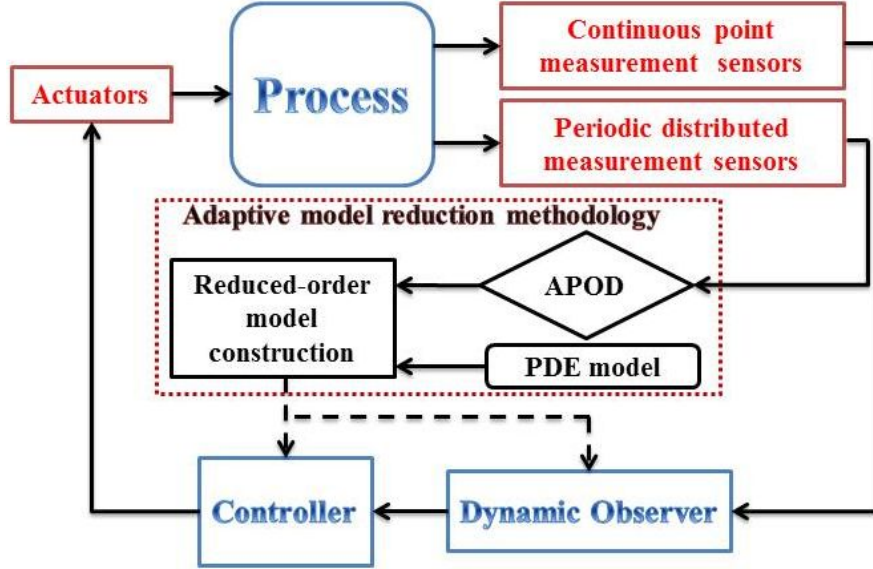 Continuous point
measurement sensors
Actuators
Process
Periodic distributed
measurement sensors
Adaptive model reduction methodology
Reduced-order
model
construction
APOD
PDE model
Controller
Dynamic Observer